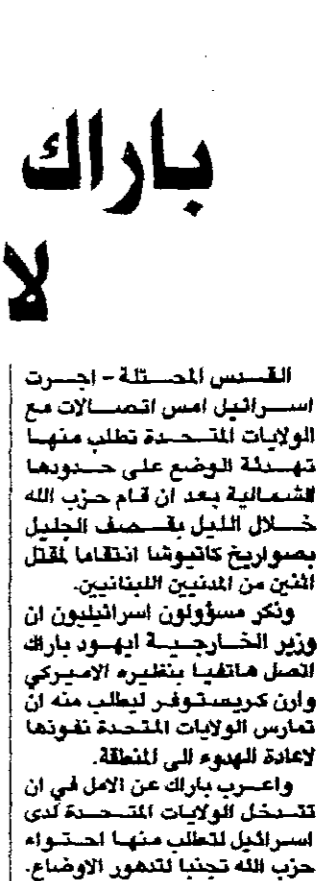 باراك
لا
القدس المحتلة - اجرت
اسرائيل امس اتصالات مع
الولايات المتحدة تطلب منها
تهدئة الوضع على حدودها
الشمالية بعد ان قام حزب الله
خلال الليل بقصف الجليل
بصواريخ كاتيوشا انتقاما لمقتل
اثنين من المدنيين اللبنانيين.
وذكر مسؤولون اسرائيليون ان
وزير الخارجية ايهود باراك
اتصل هاتفيا بنظيره الاميركي
وارن كريستوفر ليطلب منه ان
تمارس الولايات المتحدة نفوذها
لاعادة الهدوء الى المنطقة.
واعرب باراك عن الامل في ان
تتدخل الولايات المتحدة لدى
اسرائيل لتطلب منها احتواء
حزب الله تجنبا لتدهور الاوضاع.